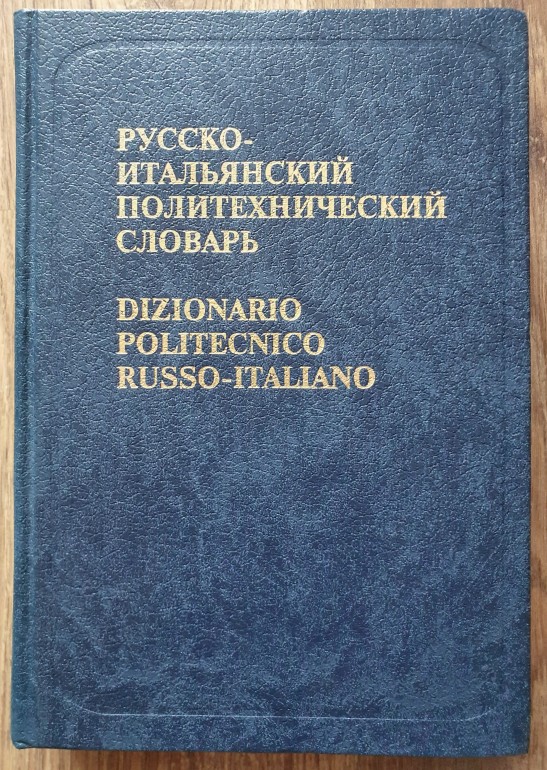 РУССКО-
ИТАЛЬЯНСКИЙ
ПОЛИТЕХНИЧЕСКИЙ
СЛОВАРЬ
DIZIONARIO
POLITECNICO
RUSSO-ITALIANO